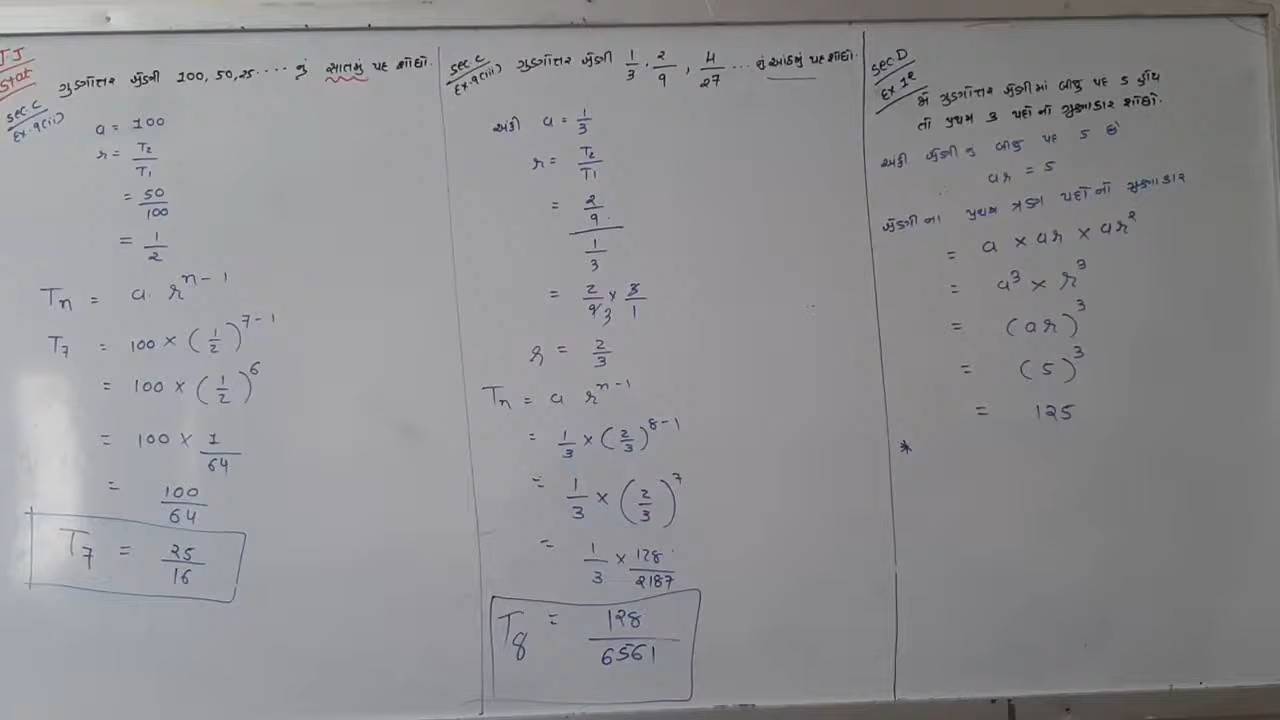 Stat
Sec. C
Ex. 9(ii)
ગુણોત્તર શ્રેણી 100, 50, 25 .... નું સાતમું પદ શોધો.
a = 100
r = T₂/T₁
= 50/100
= 1/2
Tn = a. r^(n-1)
T₇ = 100 × (1/2)^(7-1)
= 100 × (1/2)^6
= 100 × 1/64
= 100/64
T₇ = 25/16
Sec. C
Ex. 9(ii)
ગુણોત્તર શ્રેણી 1/3, 2/9, 4/27 ... નું આઠમું પદ શોધો.
અહીં a = 1/3
r = T₂/T₁
= (2/9)/(1/3)
= 2/9 3 × 3/1
r = 2/3
Tn = a r^(n-1)
= 1/3 × (2/3)^(8-1)
= 1/3 × (2/3)^7
= 1/3 × 128/2187
T₈ = 128/6561
Sec D
Ex
ગુણોત્તર શ્રેણીમાં બીજુ પદ 5 હોય
તો પ્રથમ 3 પદોનો ગુણાકાર શોધો.
અહીં શ્રેણીનું બીજુ પદ 5 છે
∴ ar = 5
શ્રેણીના પ્રથમ ત્રણ પદોનો ગુણાકાર
= a × ar × ar²
= a³ × r³
= (ar)³
= (5)³
= 125
*